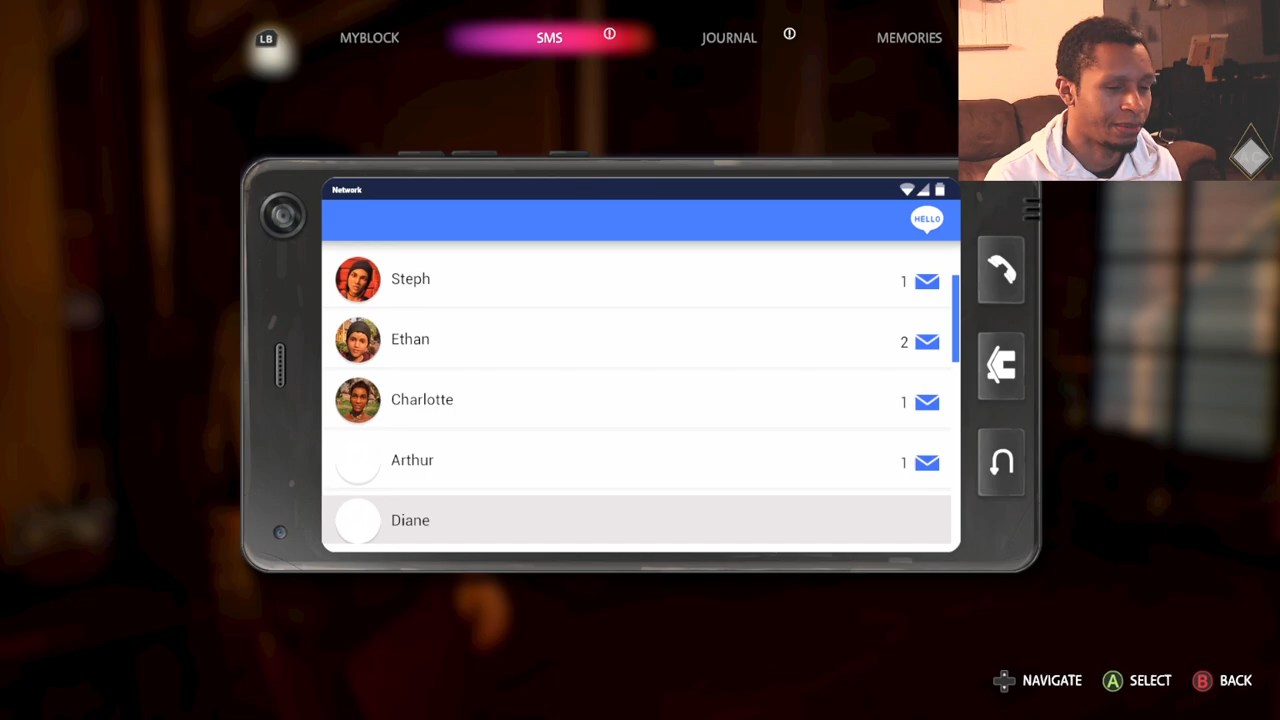 LB MYBLOCK SMS JOURNAL MEMORIES
Network
HELLO
Steph 1
Ethan 2
Charlotte 1
Arthur 1
Diane
NAVIGATE A SELECT B BACK